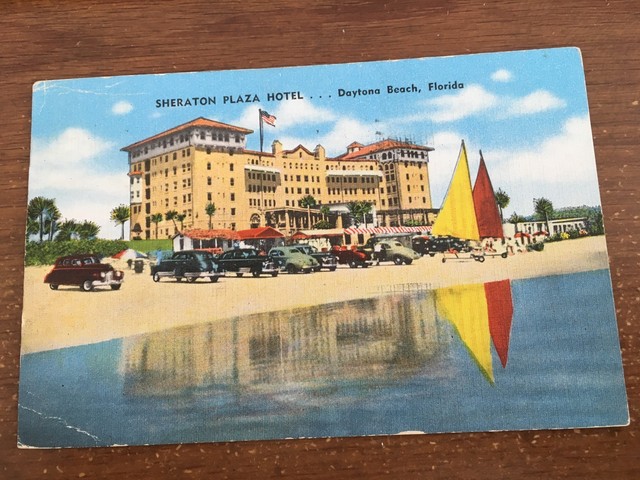 SHERATON PLAZA HOTEL . . . Daytona Beach, Florida